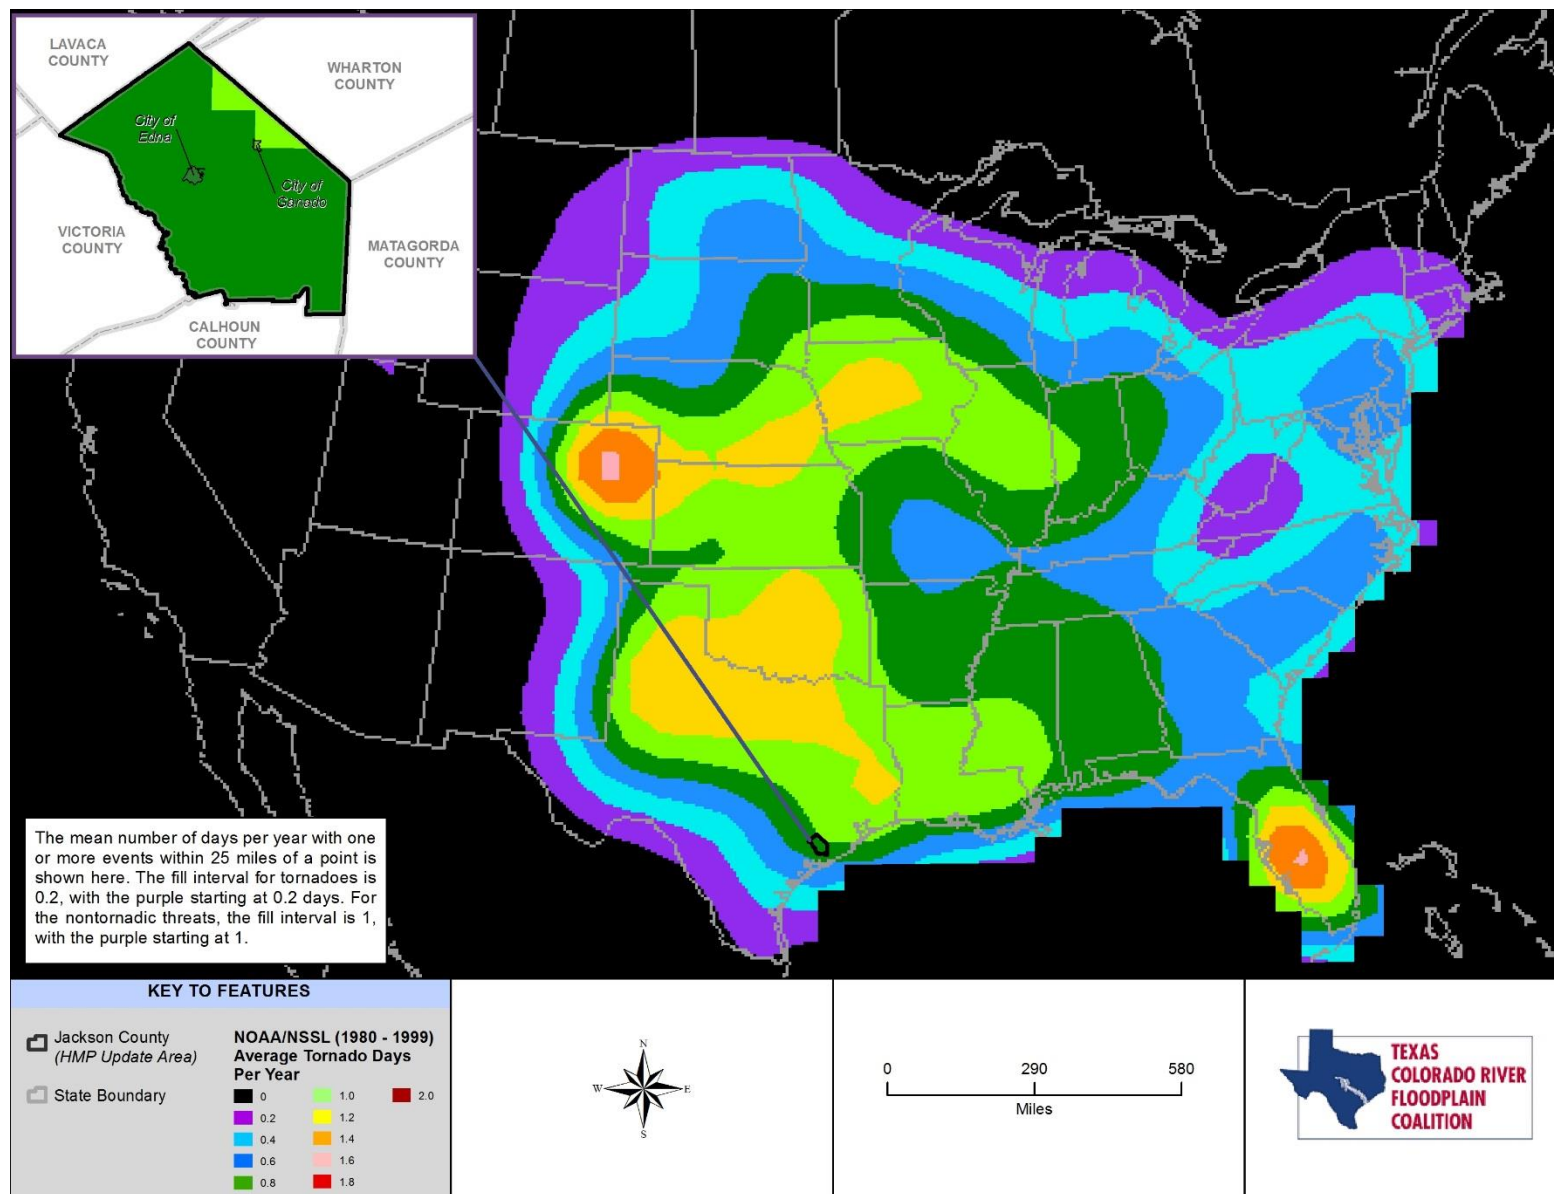 LAVACA
COUNTY
WHARTON
COUNTY
City of
Edna
City of
Ganado
VICTORIA
COUNTY
MATAGORDA
COUNTY
CALHOUN
COUNTY
The mean number of days per year with one
or more events within 25 miles of a point is
shown here. The fill interval for tornadoes is
0.2, with the purple starting at 0.2 days. For
the nontornadic threats, the fill interval is 1,
with the purple starting at 1.
KEY TO FEATURES
Jackson County
(HMP Update Area)
State Boundary
NOAA/NSSL (1980 - 1999)
Average Tornado Days
Per Year
0
0.2
0.4
0.6
0.8
1.0
1.2
1.4
1.6
1.8
2.0
N
W
E
S
0 290 580
Miles
TEXAS
COLORADO RIVER
FLOODPLAIN
COALITION